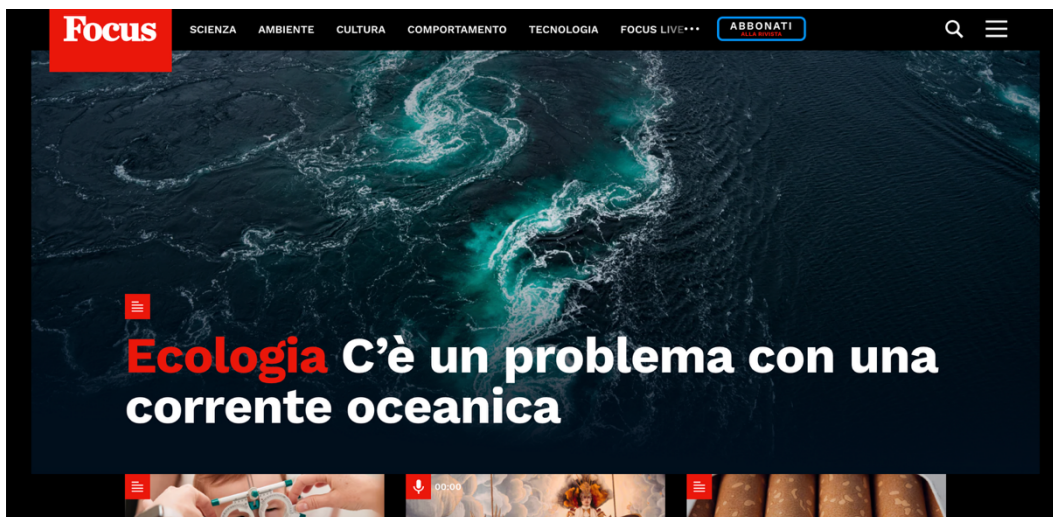 Focus
SCIENZA AMBIENTE CULTURA COMPORTAMENTO TECNOLOGIA FOCUS LIVE••• ABBONATI
ALLA RIVISTA
Ecologia C’è un problema con una
corrente oceanica
00:00